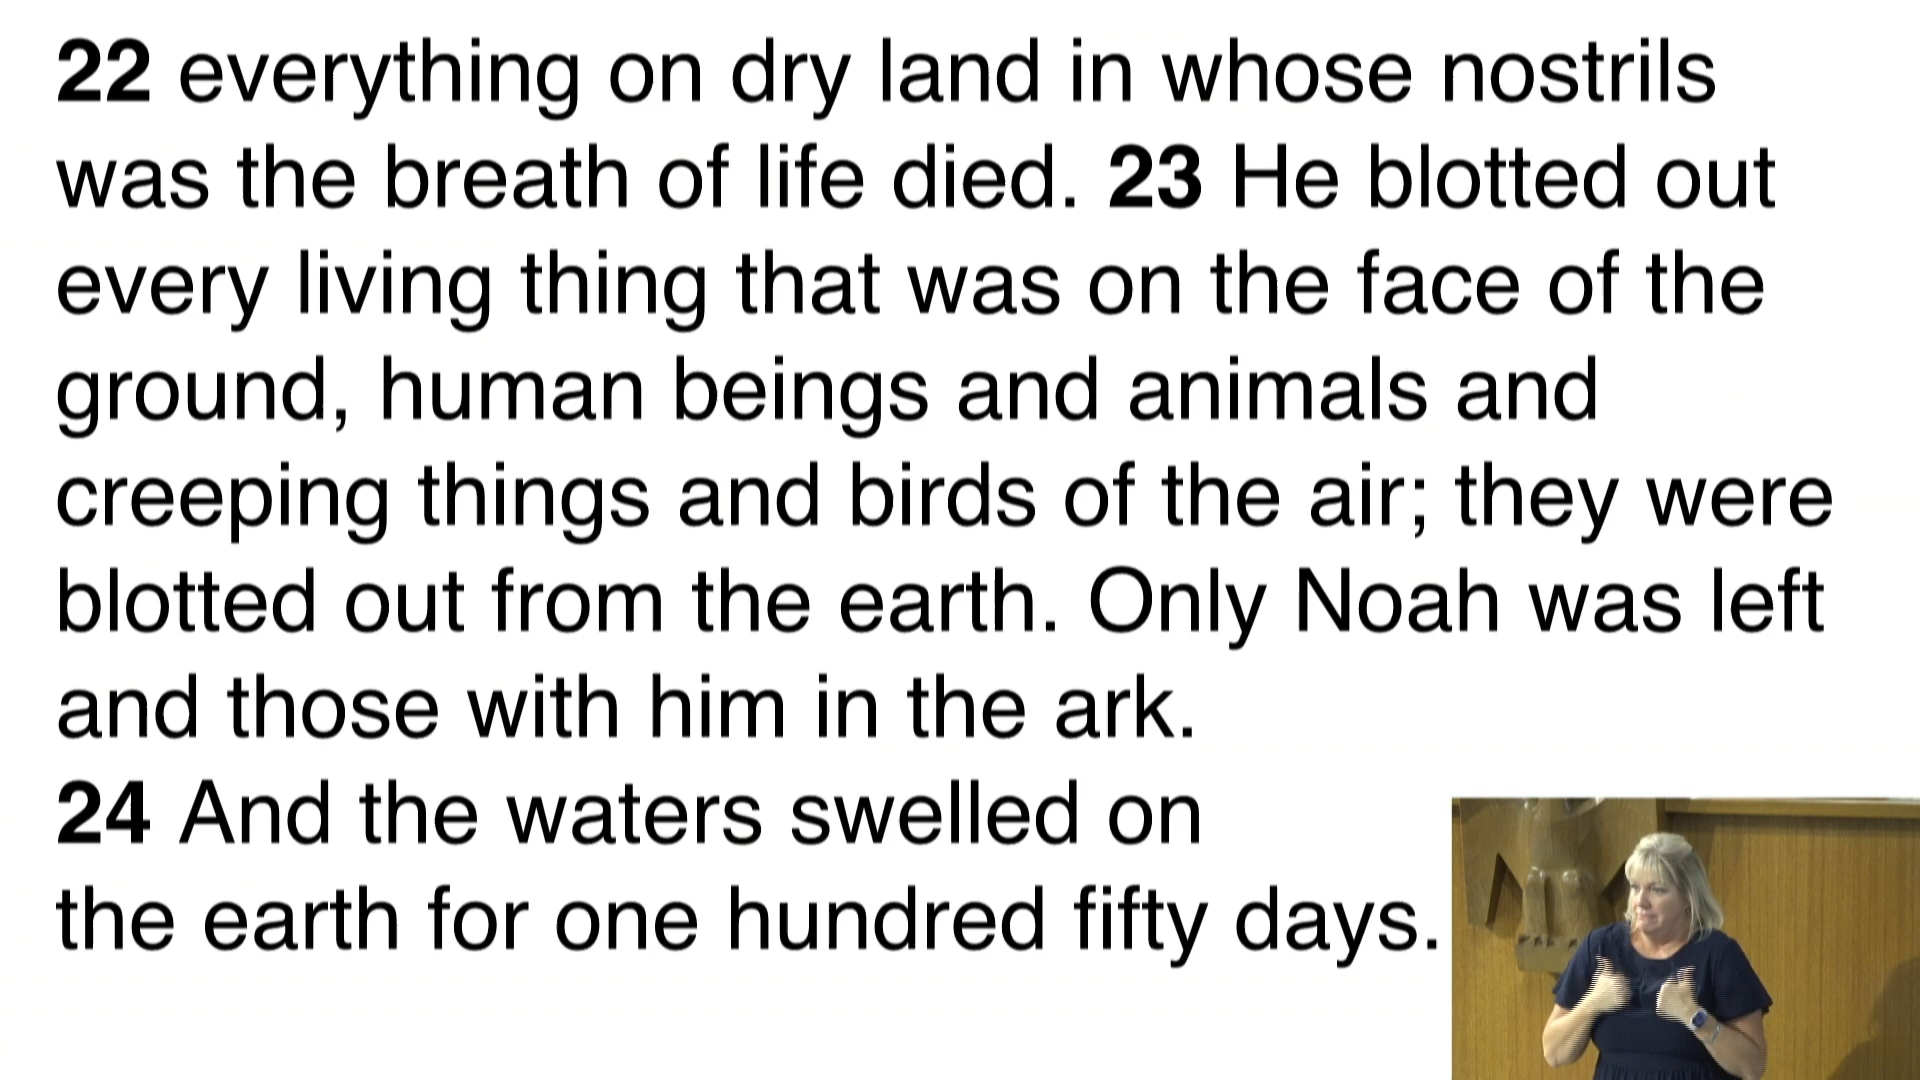 22 everything on dry land in whose nostrils
was the breath of life died. 23 He blotted out
every living thing that was on the face of the
ground, human beings and animals and
creeping things and birds of the air; they were
blotted out from the earth. Only Noah was left
and those with him in the ark.
24 And the waters swelled on
the earth for one hundred fifty days.